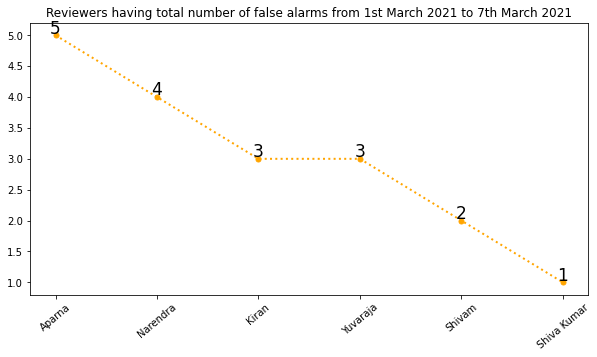 Reviewers having total number of false alarms from 1st March 2021 to 7th March 2021
5.0
4.5
4.0
3.5
3.0
2.5
2.0
1.5
1.0
5
4
3
3
2
1
Aparna
Narendra
Kiran
Yuvaraja
Shivam
Shiva Kumar